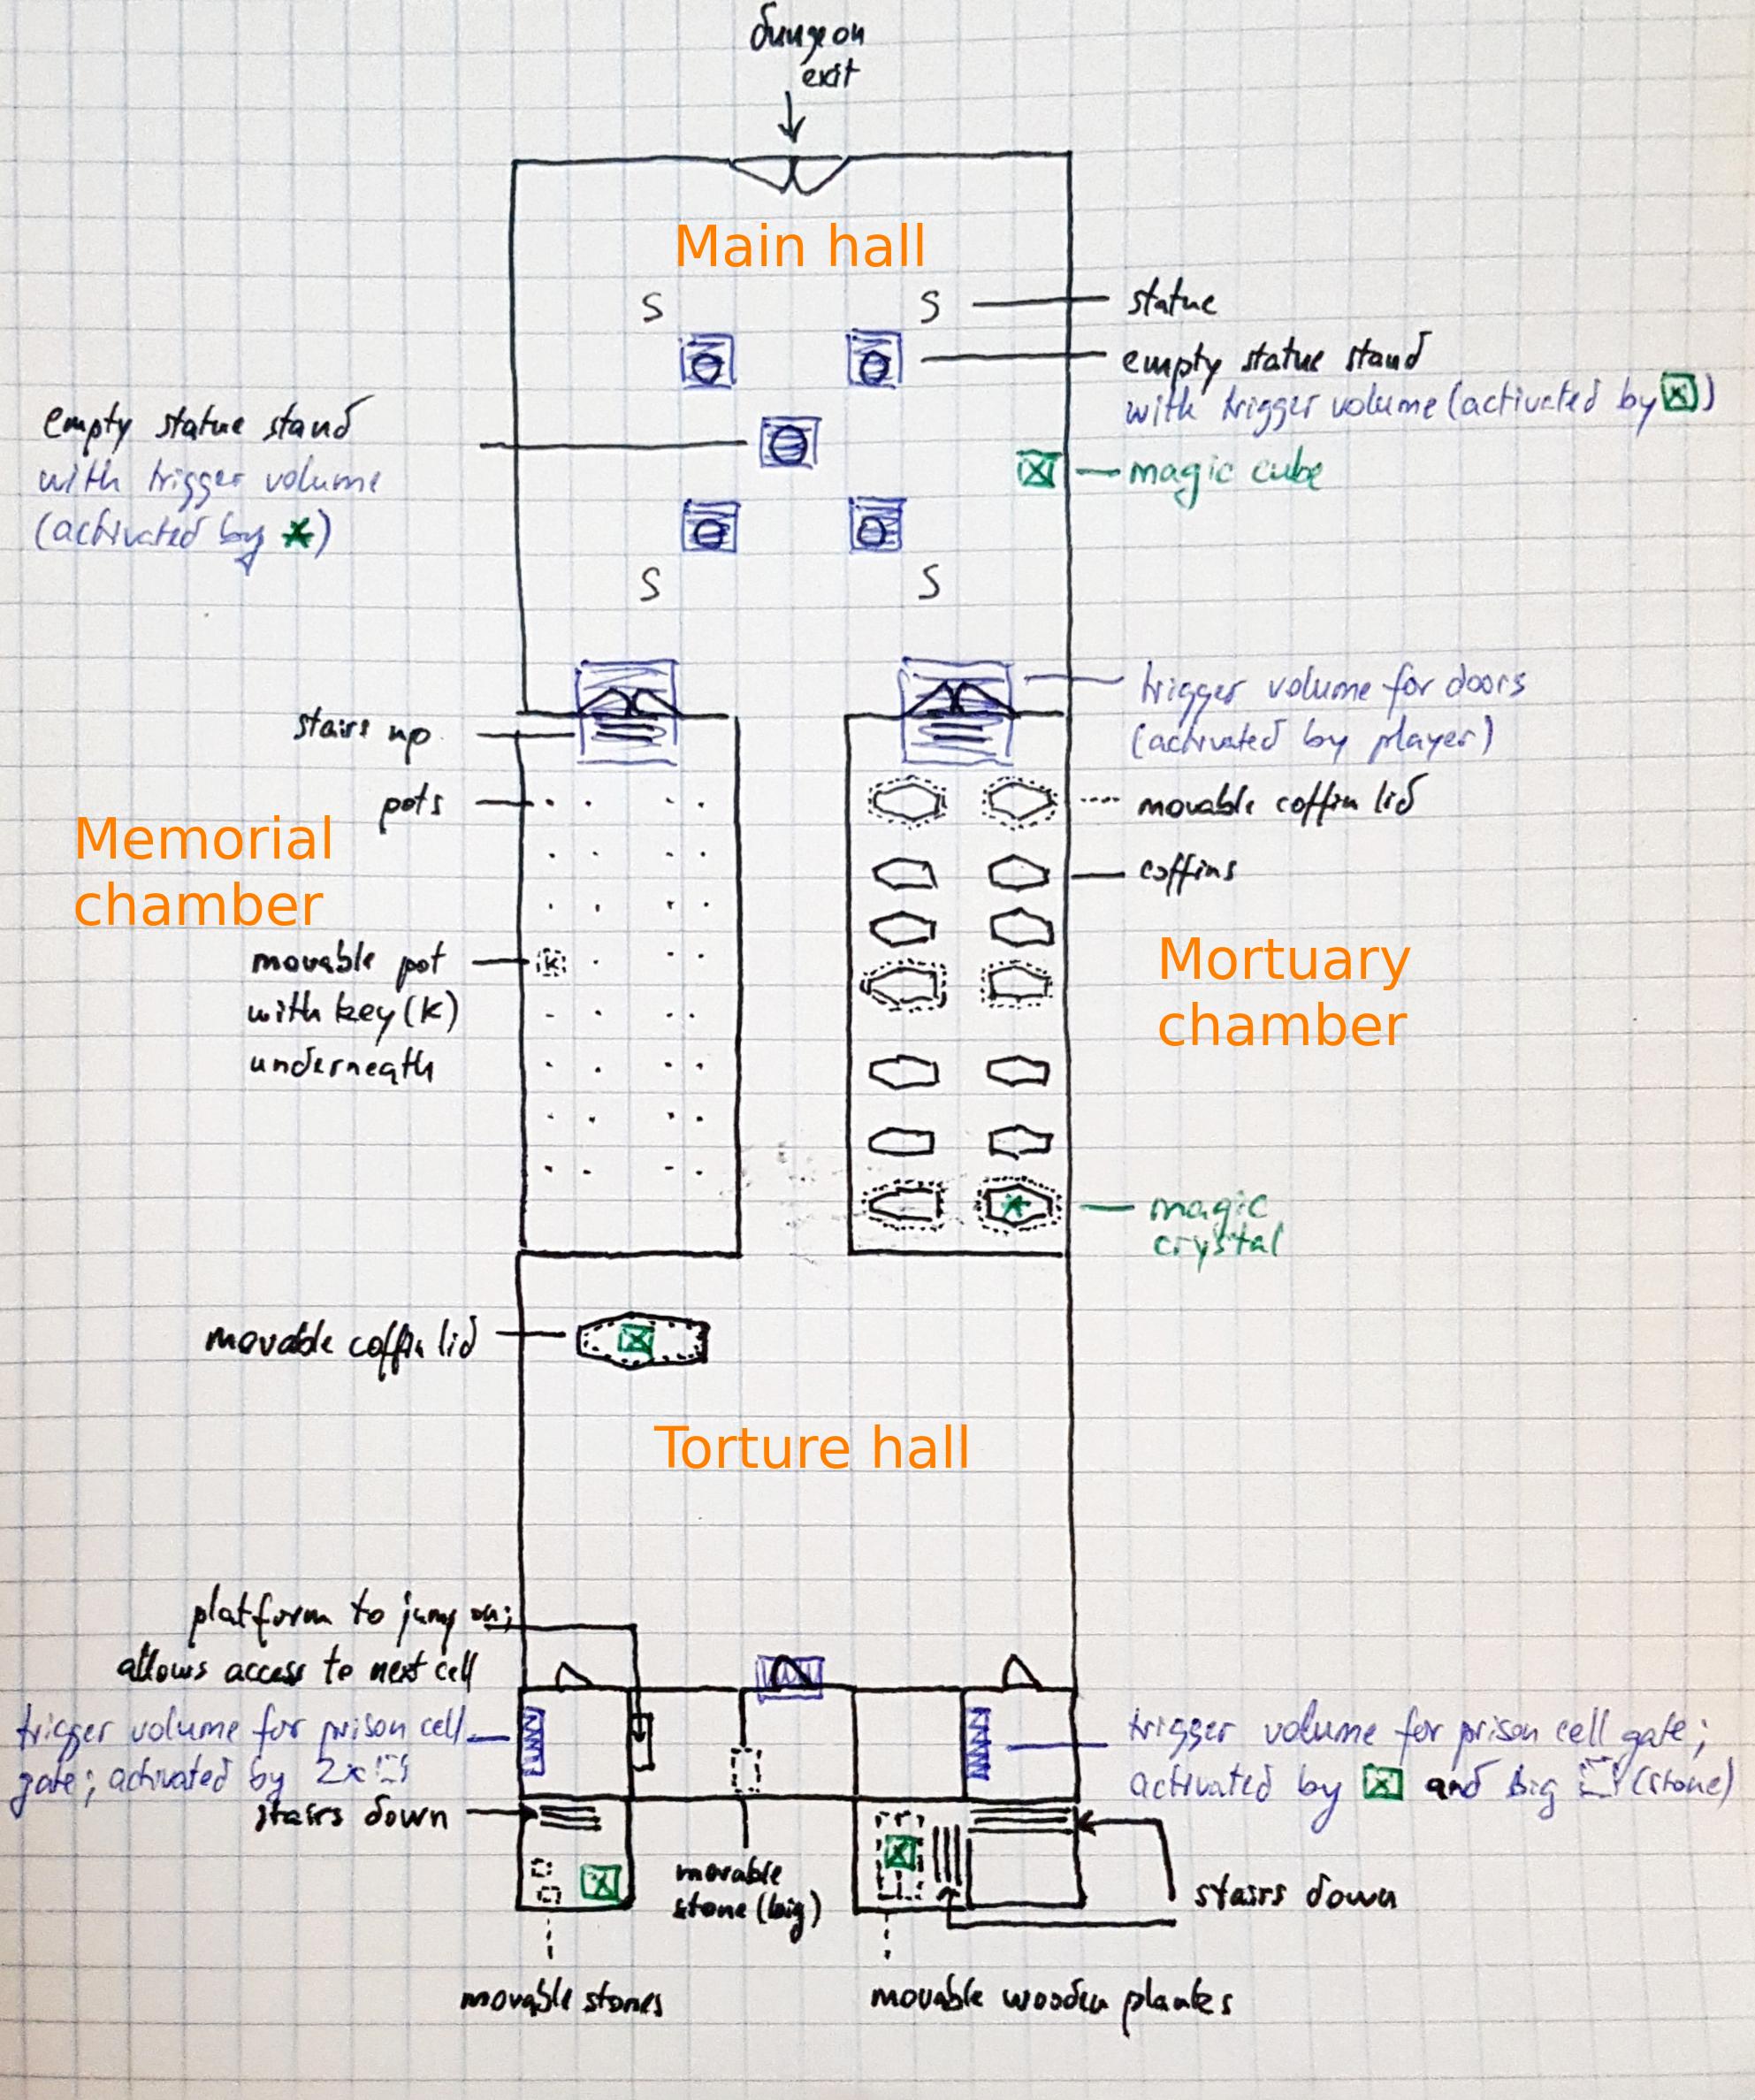 dungeon
exit
Main hall
S
S
statue
empty statue stand
with trigger volume (activated by )
empty statue stand
with trigger volume
(activated by )
magic cube
S
S
trigger volume for doors
(activated by player)
stairs up
pots
movable coffin lid
Memorial
chamber
coffins
movable pot
with key (K)
underneath
K
Mortuary
chamber
magic
crystal
movable coffin lid
Torture hall
platform to jump on;
allows access to next cell
trigger volume for prison cell
gate; activated by 2x
stairs down
trigger volume for prison cell gate;
activated by and big (stone)
movable
stone (big)
stairs down
movable stones
movable wooden planks